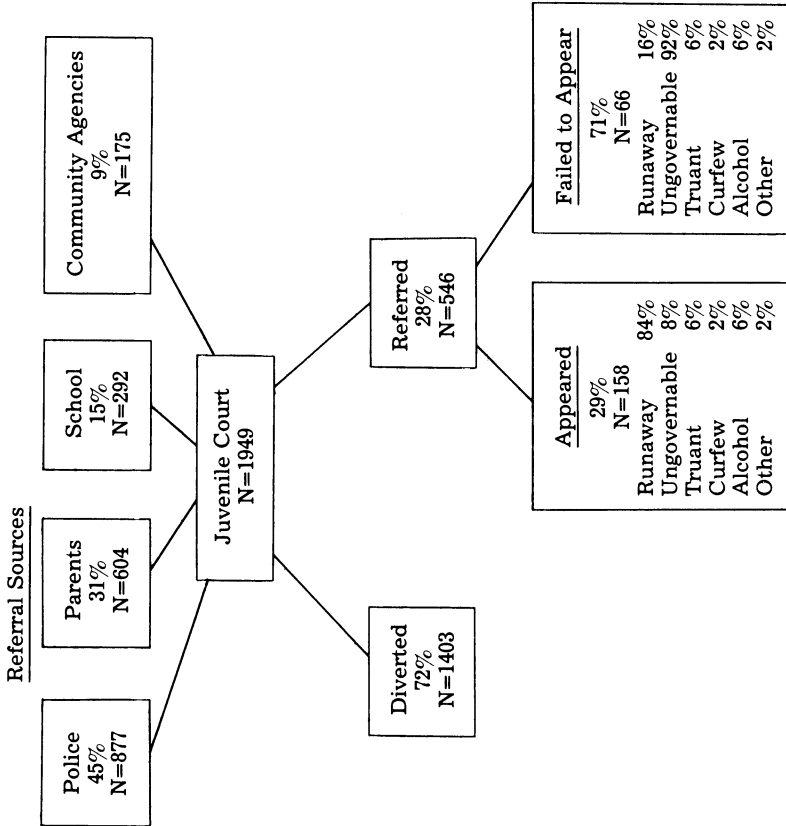 Referral Sources
Police
45%
N=877
Parents
31%
N=604
School
15%
N=292
Community Agencies
9%
N=175
Juvenile Court
N=1949
Diverted
72%
N=1403
Referred
28%
N=546
Appeared
29%
N=158
Runaway 84%
Ungovernable 8%
Truant 6%
Curfew 2%
Alcohol 6%
Other 2%
Failed to Appear
71%
N=66
Runaway 16%
Ungovernable 92%
Truant 6%
Curfew 2%
Alcohol 6%
Other 2%